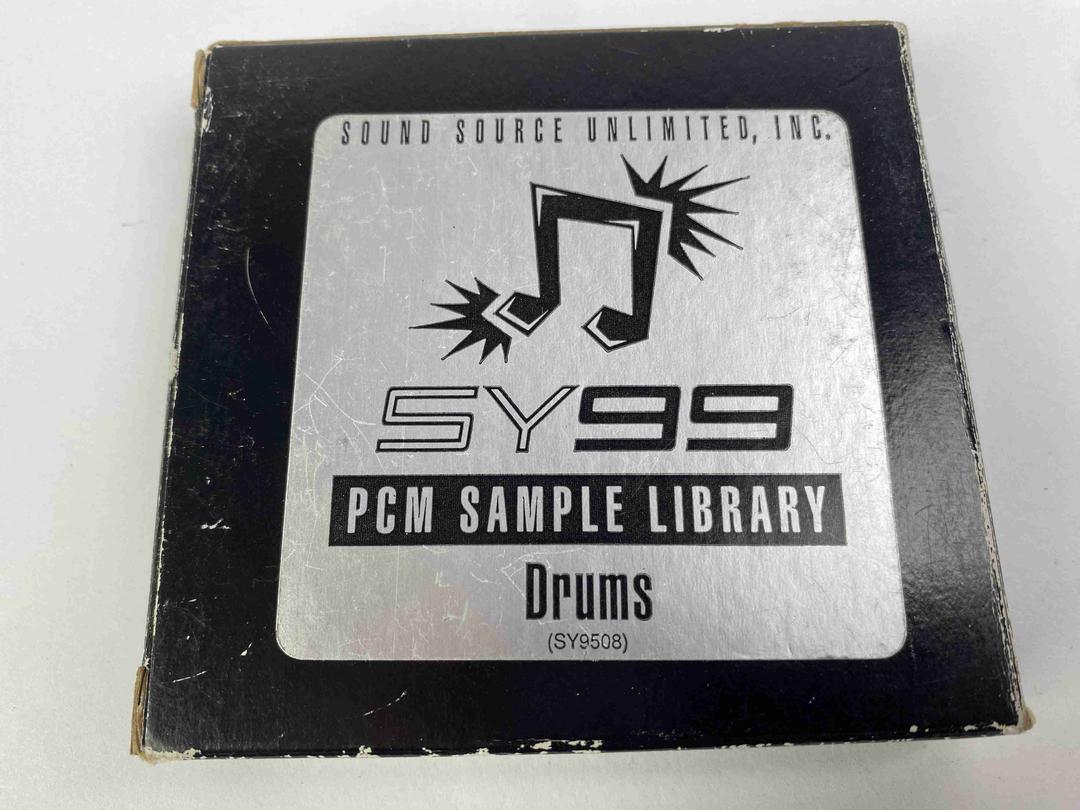 SOUND SOURCE UNLIMITED, INC.
SY99
PCM SAMPLE LIBRARY
Drums
(SY9508)